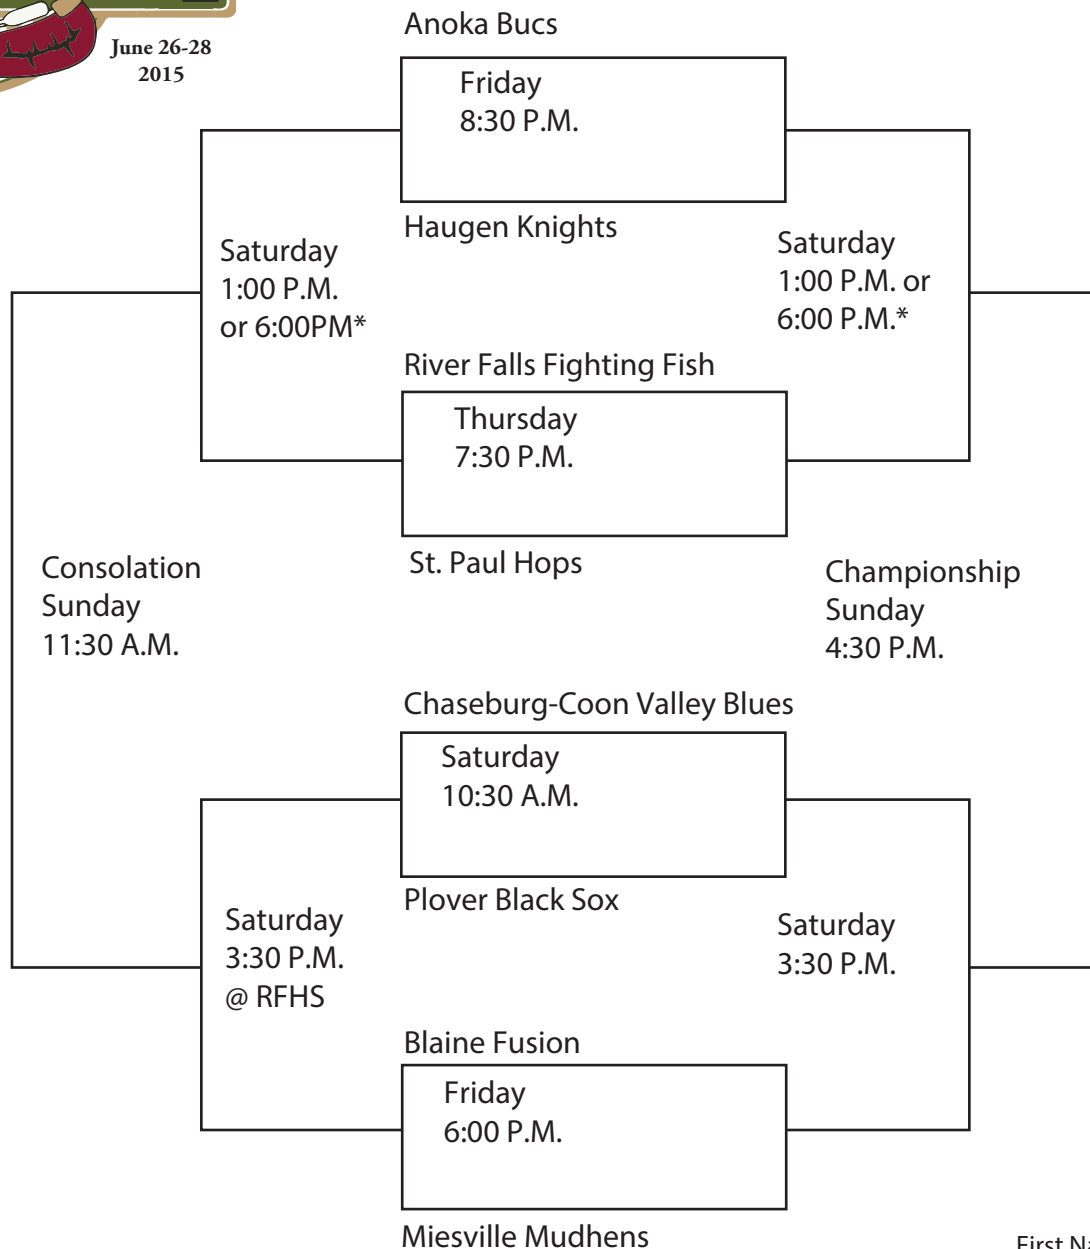 June 26-28
2015
Anoka Bucs
Friday
8:30 P.M.
Haugen Knights
Saturday
1:00 P.M.
or 6:00PM*
Saturday
1:00 P.M. or
6:00 P.M.*
River Falls Fighting Fish
Thursday
7:30 P.M.
St. Paul Hops
Consolation
Sunday
11:30 A.M.
Championship
Sunday
4:30 P.M.
Chaseburg-Coon Valley Blues
Saturday
10:30 A.M.
Plover Black Sox
Saturday
3:30 P.M.
@ RFHS
Saturday
3:30 P.M.
Blaine Fusion
Friday
6:00 P.M.
Miesville Mudhens
First Na